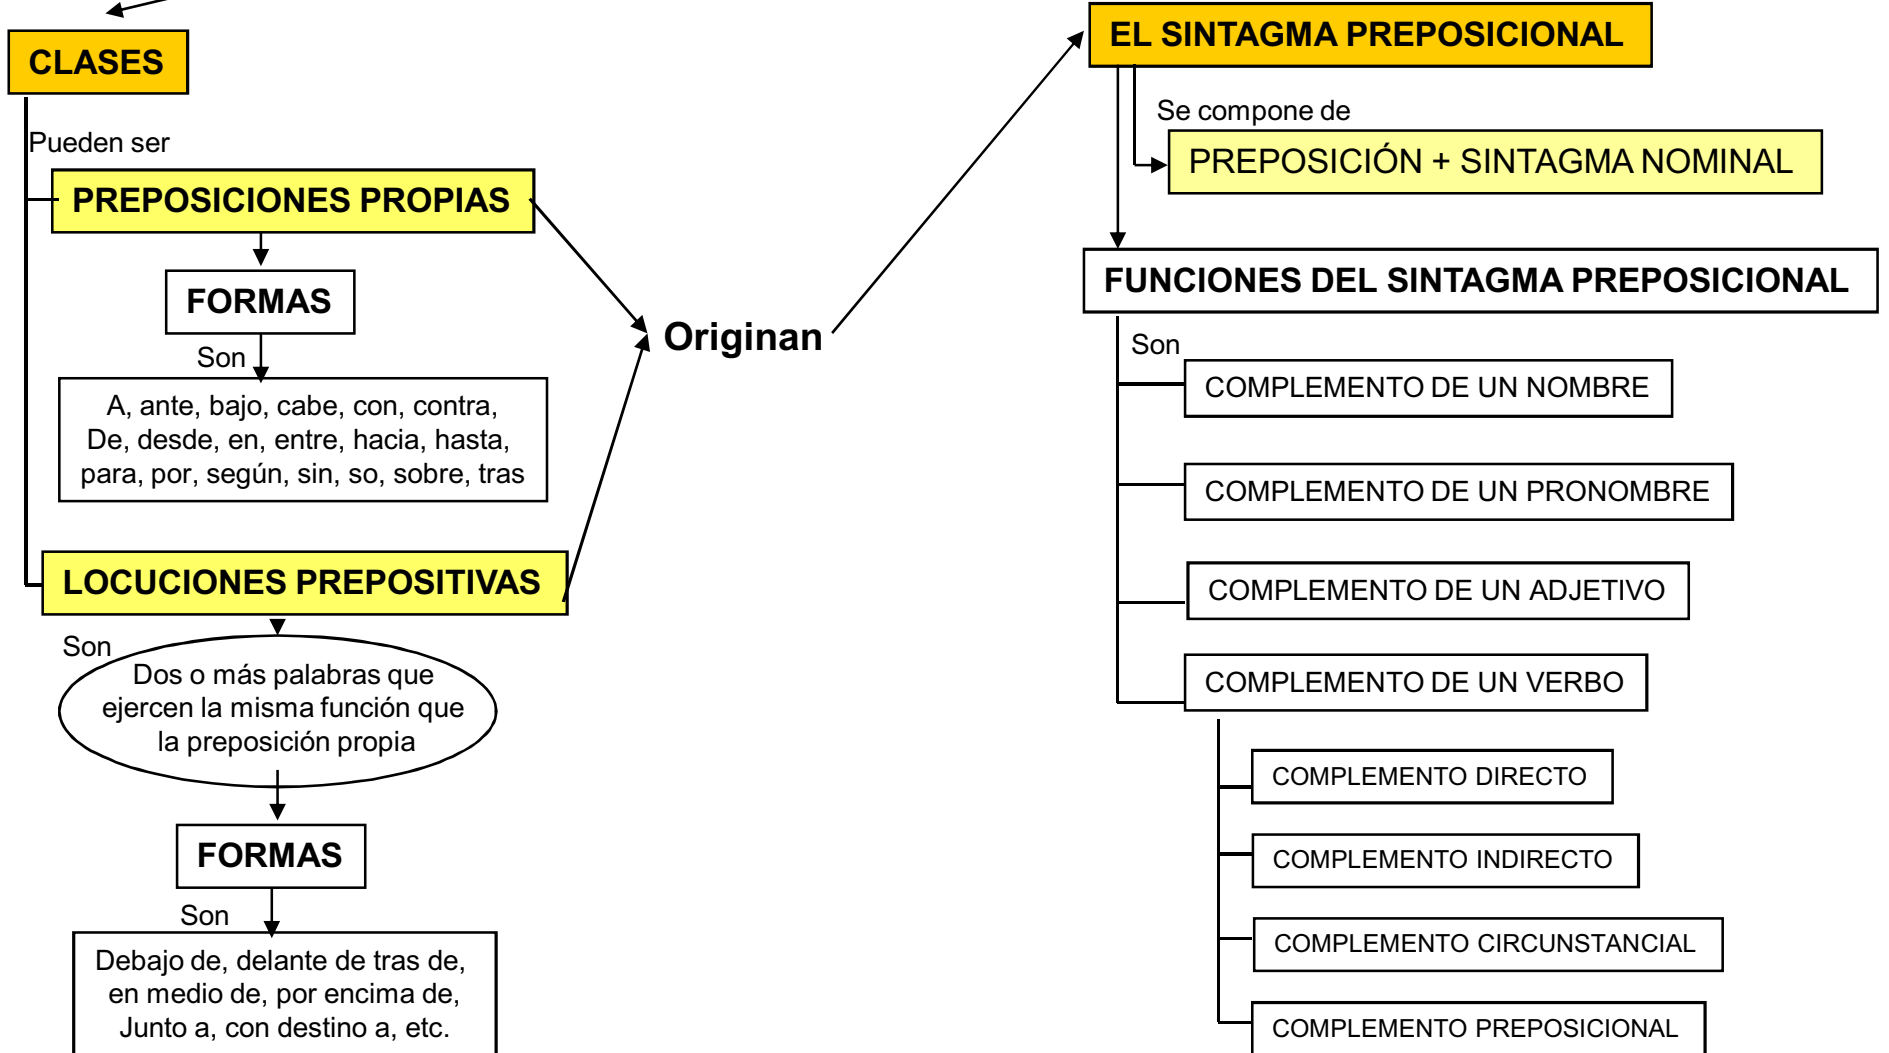 CLASES
Pueden ser
PREPOSICIONES PROPIAS
FORMAS
Son
A, ante, bajo, cabe, con, contra,
De, desde, en, entre, hacia, hasta,
para, por, según, sin, so, sobre, tras
LOCUCIONES PREPOSITIVAS
Son
Dos o más palabras que
ejercen la misma función que
la preposición propia
FORMAS
Son
Debajo de, delante de tras de,
en medio de, por encima de,
Junto a, con destino a, etc.
Originan
EL SINTAGMA PREPOSICIONAL
Se compone de
PREPOSICIÓN + SINTAGMA NOMINAL
FUNCIONES DEL SINTAGMA PREPOSICIONAL
Son
COMPLEMENTO DE UN NOMBRE
COMPLEMENTO DE UN PRONOMBRE
COMPLEMENTO DE UN ADJETIVO
COMPLEMENTO DE UN VERBO
COMPLEMENTO DIRECTO
COMPLEMENTO INDIRECTO
COMPLEMENTO CIRCUNSTANCIAL
COMPLEMENTO PREPOSICIONAL